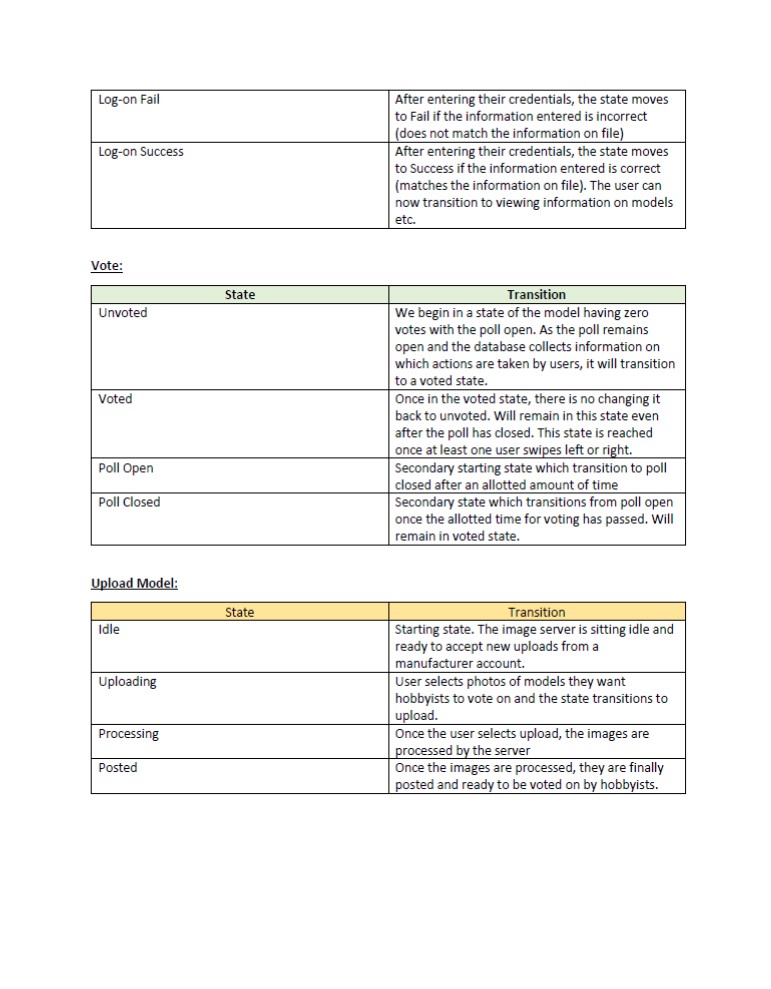 Log-on Fail
After entering their credentials, the state moves
to Fail if the information entered is incorrect
(does not match the information on file)
Log-on Success
After entering their credentials, the state moves
to Success if the information entered is correct
(matches the information on file). The user can
now transition to viewing information on models
etc.
Vote:
State
Transition
Unvoted
We begin in a state of the model having zero
votes with the poll open. As the poll remains
open and the database collects information on
which actions are taken by users, it will transition
to a voted state.
Voted
Once in the voted state, there is no changing it
back to unvoted. Will remain in this state even
after the poll has closed. This state is reached
once at least one user swipes left or right.
Poll Open
Secondary starting state which transition to poll
closed after an allotted amount of time
Poll Closed
Secondary state which transitions from poll open
once the allotted time for voting has passed. Will
remain in voted state.
Upload Model:
State
Transition
Idle
Starting state. The image server is sitting idle and
ready to accept new uploads from a
manufacturer account.
Uploading
User selects photos of models they want
hobbyists to vote on and the state transitions to
upload.
Processing
Once the user selects upload, the images are
processed by the server
Posted
Once the images are processed, they are finally
posted and ready to be voted on by hobbyists.